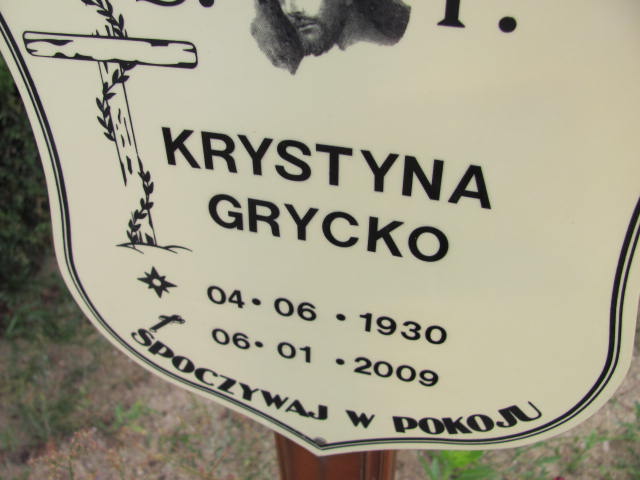 KRYSTYNA
GRYCKO
04 • 06 • 1930
06 • 01 • 2009
SPOCZYWAJ W POKOJU